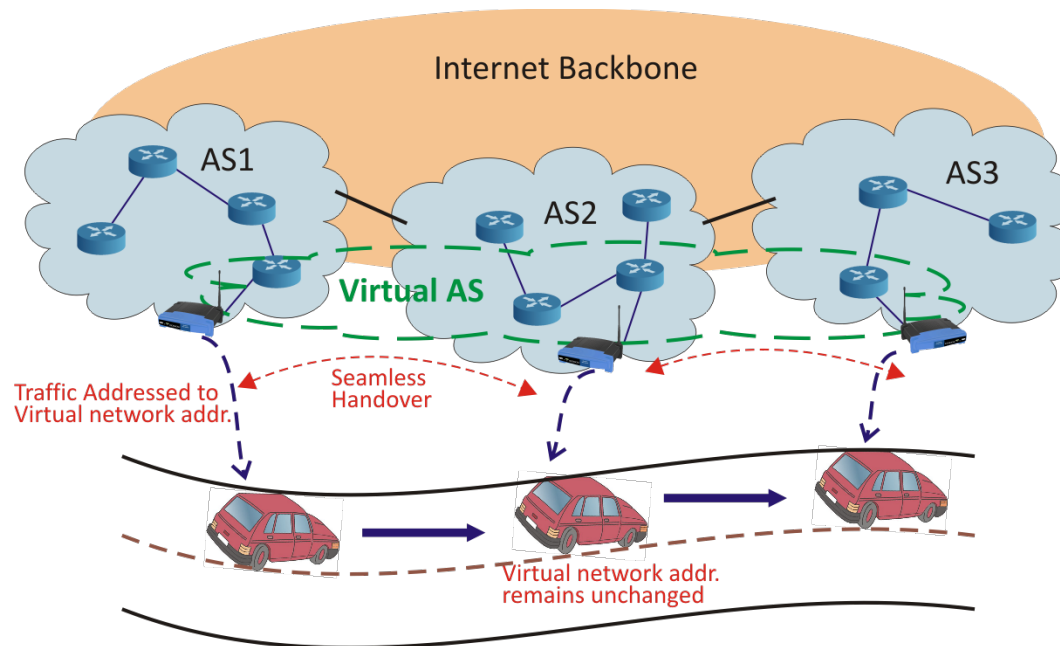 Internet Backbone
AS1
AS2
AS3
Virtual AS
Traffic Addressed to
Virtual network addr.
Seamless
Handover
Virtual network addr.
remains unchanged